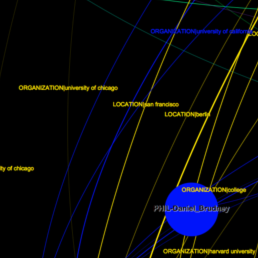 ORGANIZATION|university of california
ORGANIZATION|university of chicago
LOCATION|san francisco
LOCATION|berlin
ity of chicago
ORGANIZATION|college
PHIL-Daniel_Brudney
ORGANIZATION|harvard university